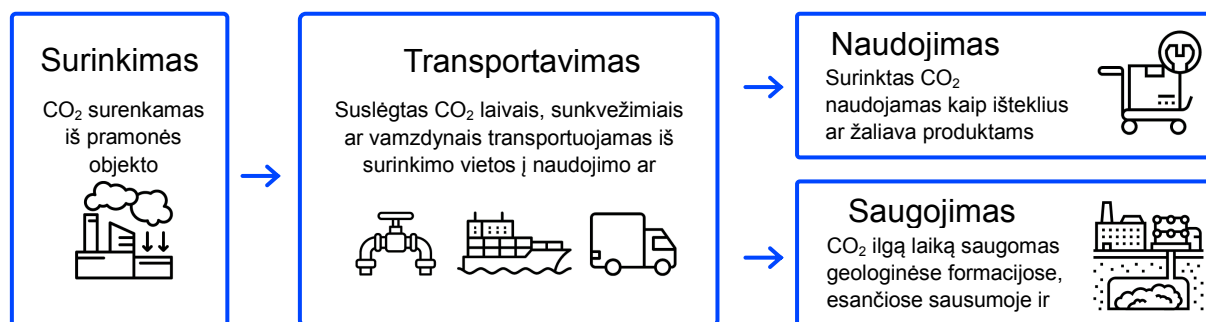 Surinkimas
CO₂ surenkamas
iš pramonės
objekto
Transportavimas
Suslėgtas CO₂ laivais, sunkvežimiais
ar vamzdynais transportuojamas iš
surinkimo vietos į naudojimo ar
Naudojimas
Surinktas CO₂
naudojamas kaip išteklius
ar žaliava produktams
Saugojimas
CO₂ ilgą laiką saugomas
geologinėse formacijose,
esančiose sausumoje ir